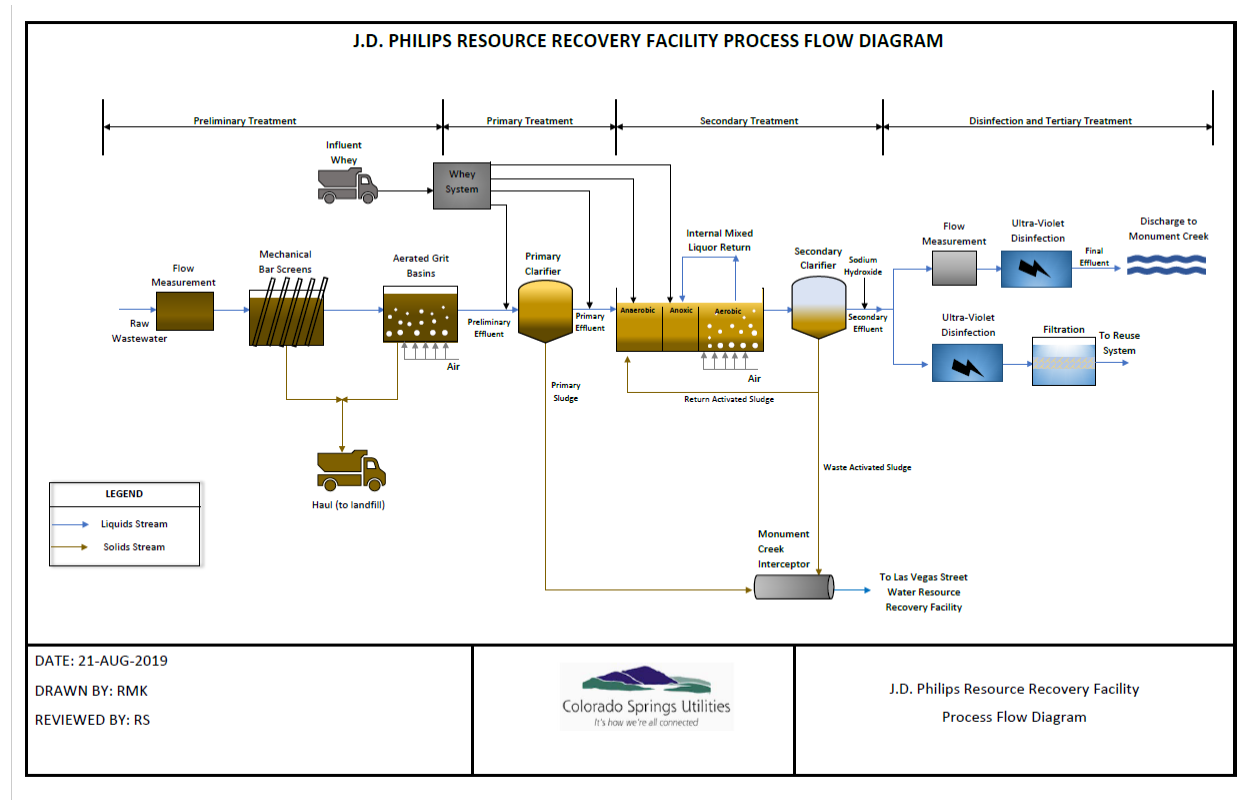 J.D. PHILIPS RESOURCE RECOVERY FACILITY PROCESS FLOW DIAGRAM
Preliminary Treatment
Primary Treatment
Secondary Treatment
Disinfection and Tertiary Treatment
Influent
Whey
Whey
System
Flow
Measurement
Mechanical
Bar Screens
Aerated Grit
Basins
Primary
Clarifier
Internal Mixed
Liquor Return
Secondary
Clarifier
Sodium
Hydroxide
Flow
Measurement
Ultra-Violet
Disinfection
Discharge to
Monument Creek
Final
Effluent
Raw
Wastewater
Preliminary
Effluent
Primary
Effluent
Anaerobic
Anoxic
Aerobic
Secondary
Effluent
Ultra-Violet
Disinfection
Filtration
To Reuse
System
Air
Air
Primary
Sludge
Return Activated Sludge
Waste Activated Sludge
Haul (to landfill)
LEGEND
Liquids Stream
Solids Stream
Monument
Creek
Interceptor
To Las Vegas Street
Water Resource
Recovery Facility
DATE: 21-AUG-2019
DRAWN BY: RMK
REVIEWED BY: RS
Colorado Springs Utilities
It's how we're all connected
J.D. Philips Resource Recovery Facility
Process Flow Diagram